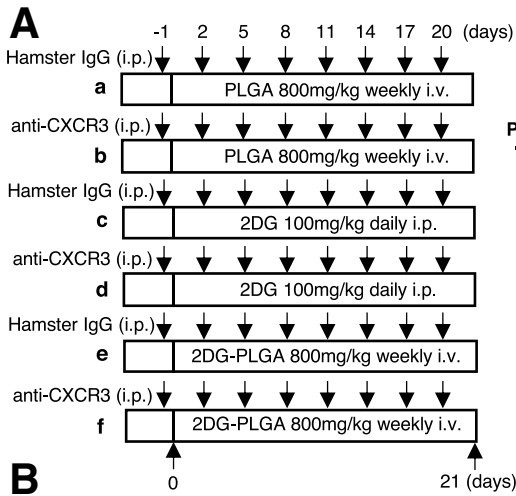 A
-1 2 5 8 11 14 17 20 (days)
Hamster IgG (i.p.)
a PLGA 800mg/kg weekly i.v.
anti-CXCR3 (i.p.)
P
b PLGA 800mg/kg weekly i.v.
Hamster IgG (i.p.)
c 2DG 100mg/kg daily i.p.
anti-CXCR3 (i.p.)
d 2DG 100mg/kg daily i.p.
Hamster IgG (i.p.)
e 2DG-PLGA 800mg/kg weekly i.v.
anti-CXCR3 (i.p.)
f 2DG-PLGA 800mg/kg weekly i.v.
B
0 21 (days)